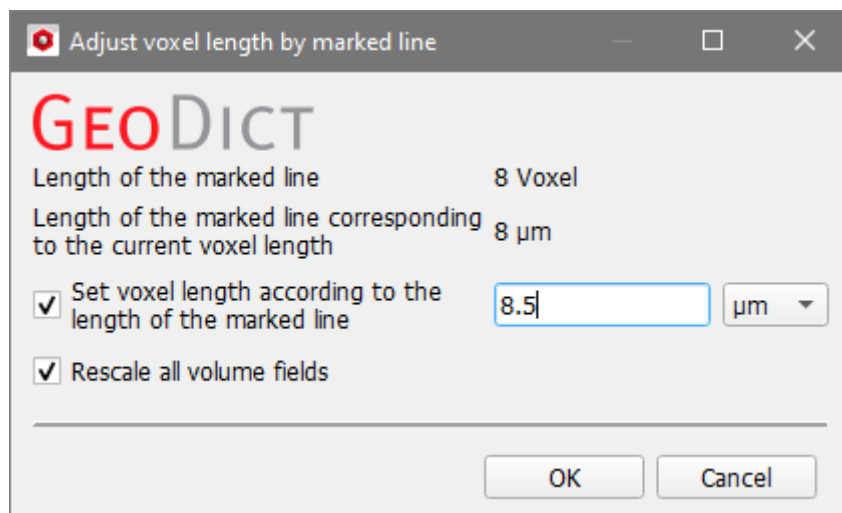 Adjust voxel length by marked line
GEODICT
Length of the marked line 8 Voxel
Length of the marked line corresponding
to the current voxel length 8 µm
Set voxel length according to the
length of the marked line 8.5 µm
Rescale all volume fields
OK Cancel